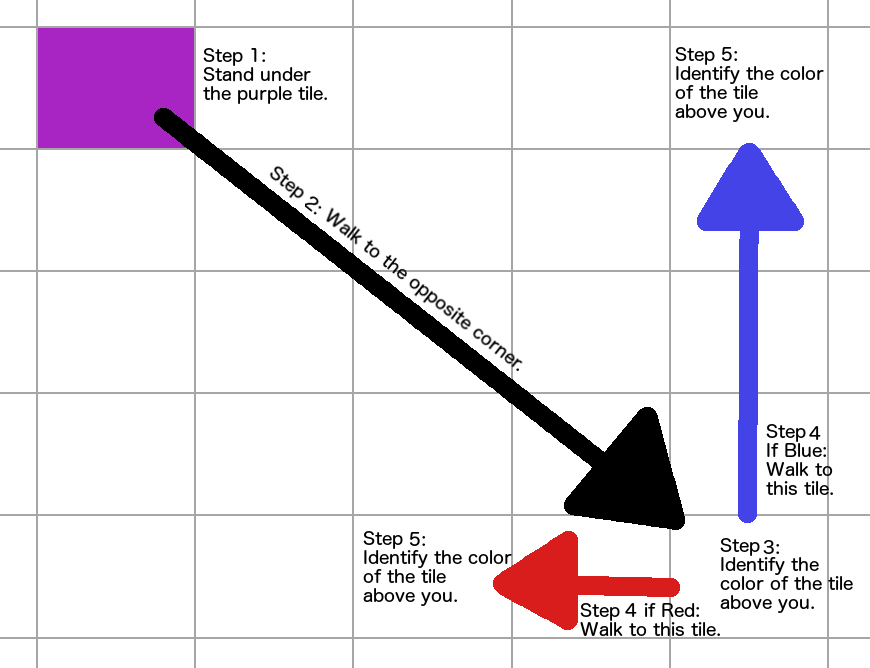 Step 1:
Stand under
the purple tile.
Step 2: Walk to the opposite corner.
Step 3:
Identify the
color of the tile
above you.
Step 4
If Blue:
Walk to
this tile.
Step 5:
Identify the color
of the tile
above you.
Step 4 if Red:
Walk to this tile.
Step 5:
Identify the color
of the tile
above you.